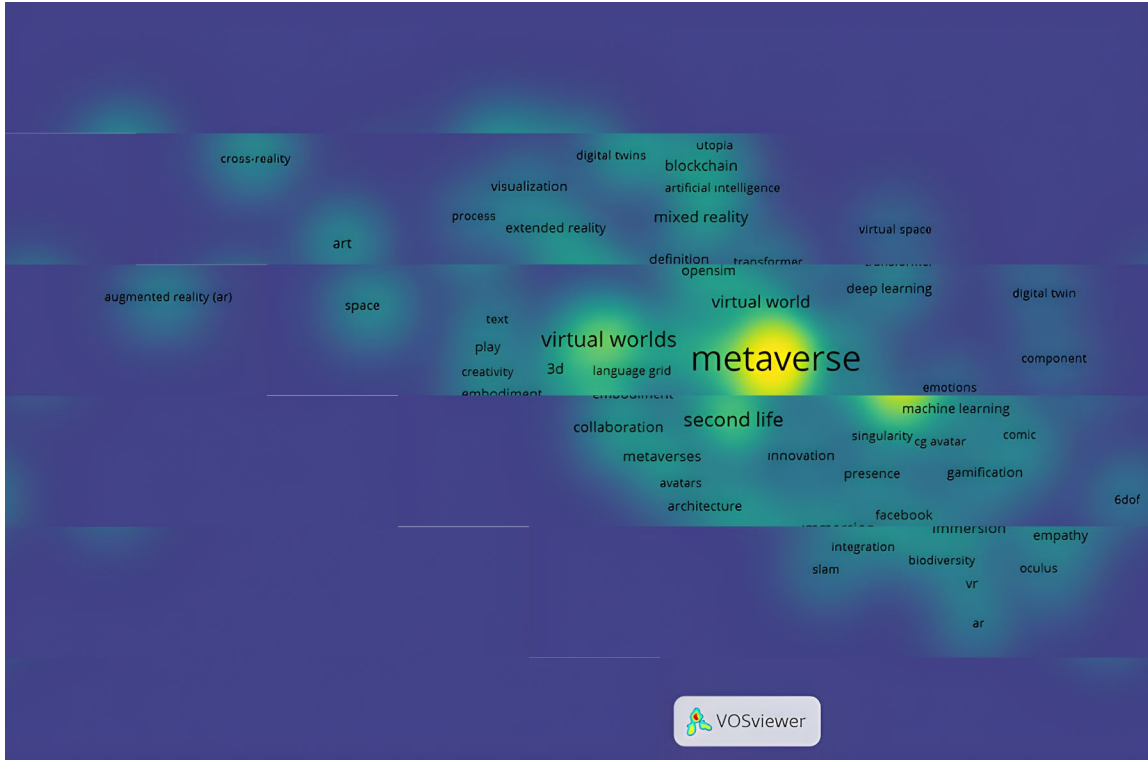 utopia
digital twins
cross-reality
blockchain
visualization
artificial intelligence
process
mixed reality
extended reality
virtual space
art
definition
transformer
opensim
deep learning
digital twin
augmented reality (ar)
virtual world
space
text
virtual worlds
play
metaverse
component
3d
language grid
creativity
emotions
embodiment
machine learning
second life
collaboration
singularity
cg avatar
comic
metaverses
innovation
presence
gamification
avatars
6dof
architecture
facebook
immersion
empathy
integration
biodiversity
slam
oculus
vr
ar
VOSviewer